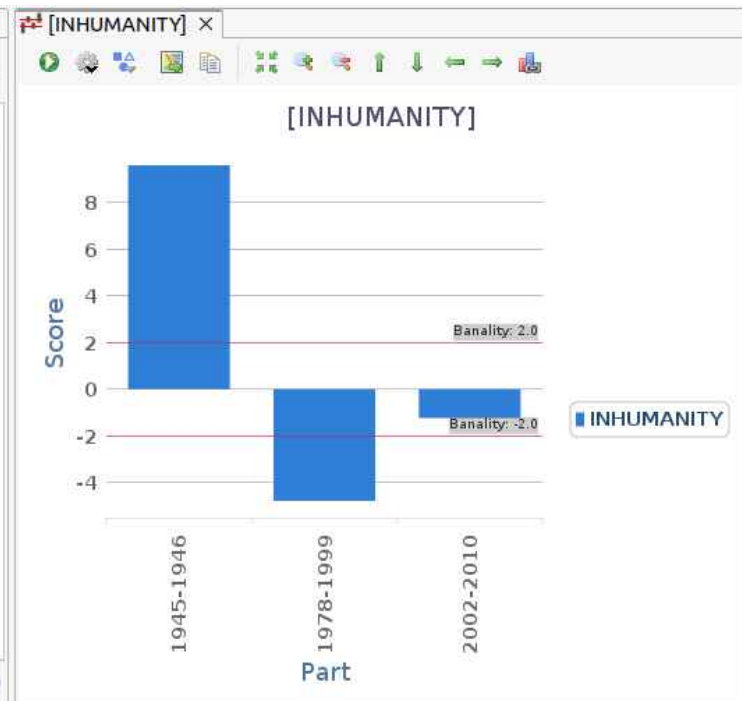 [INHUMANITY]
[INHUMANITY]
8
6
4
2
0
-2
-4
Score
Banality: 2.0
Banality: -2.0
INHUMANITY
1945-1946
1978-1999
2002-2010
Part